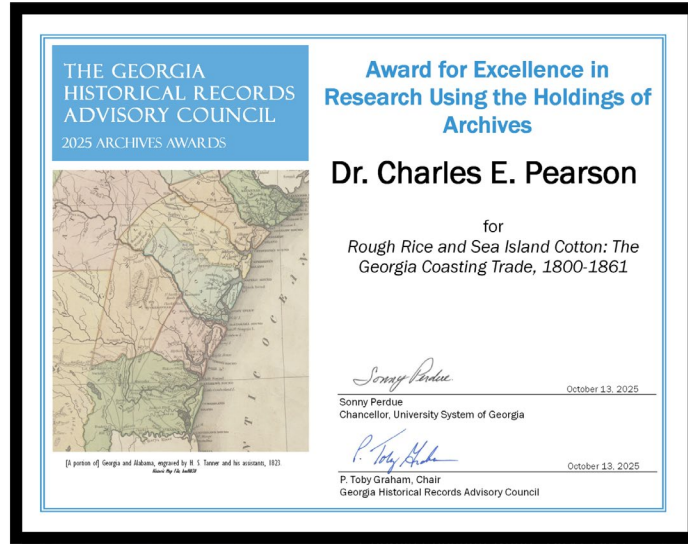 THE GEORGIA
HISTORICAL RECORDS
ADVISORY COUNCIL
2025 ARCHIVES AWARDS
[A portion of] Georgia and Alabama, engraved by H. S. Tanner and his assistants, 1823.
Award for Excellence in
Research Using the Holdings of
Archives
Dr. Charles E. Pearson
for
Rough Rice and Sea Island Cotton: The
Georgia Coasting Trade, 1800-1861
Sonny Perdue
October 13, 2025
Sonny Perdue
Chancellor, University System of Georgia
P. Toby Graham
October 13, 2025
P. Toby Graham, Chair
Georgia Historical Records Advisory Council